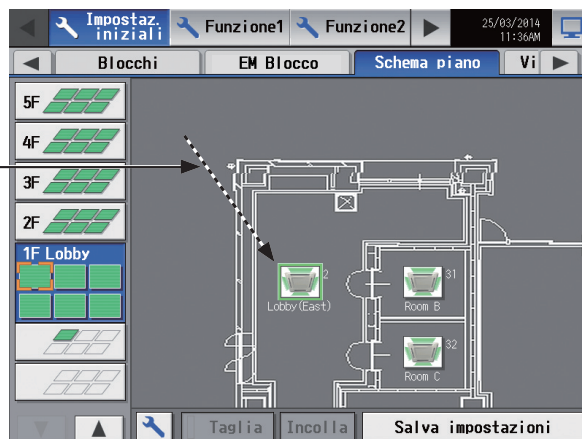 Impostaz. iniziali
Funzione1
Funzione2
25/03/2014
11:36AM
Blocchi
EM Blocco
Schema piano
Vi
5F
4F
3F
2F
1F Lobby
2
Lobby(East)
31
Room B
32
Room C
Taglia
Incolla
Salva impostazioni